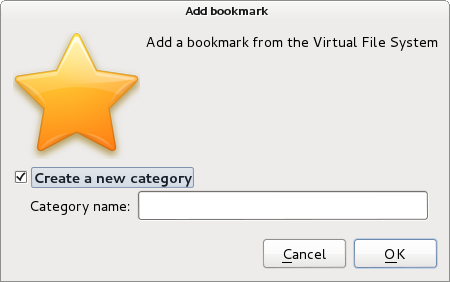 Add bookmark
Add a bookmark from the Virtual File System
Create a new category
Category name:
Cancel
OK